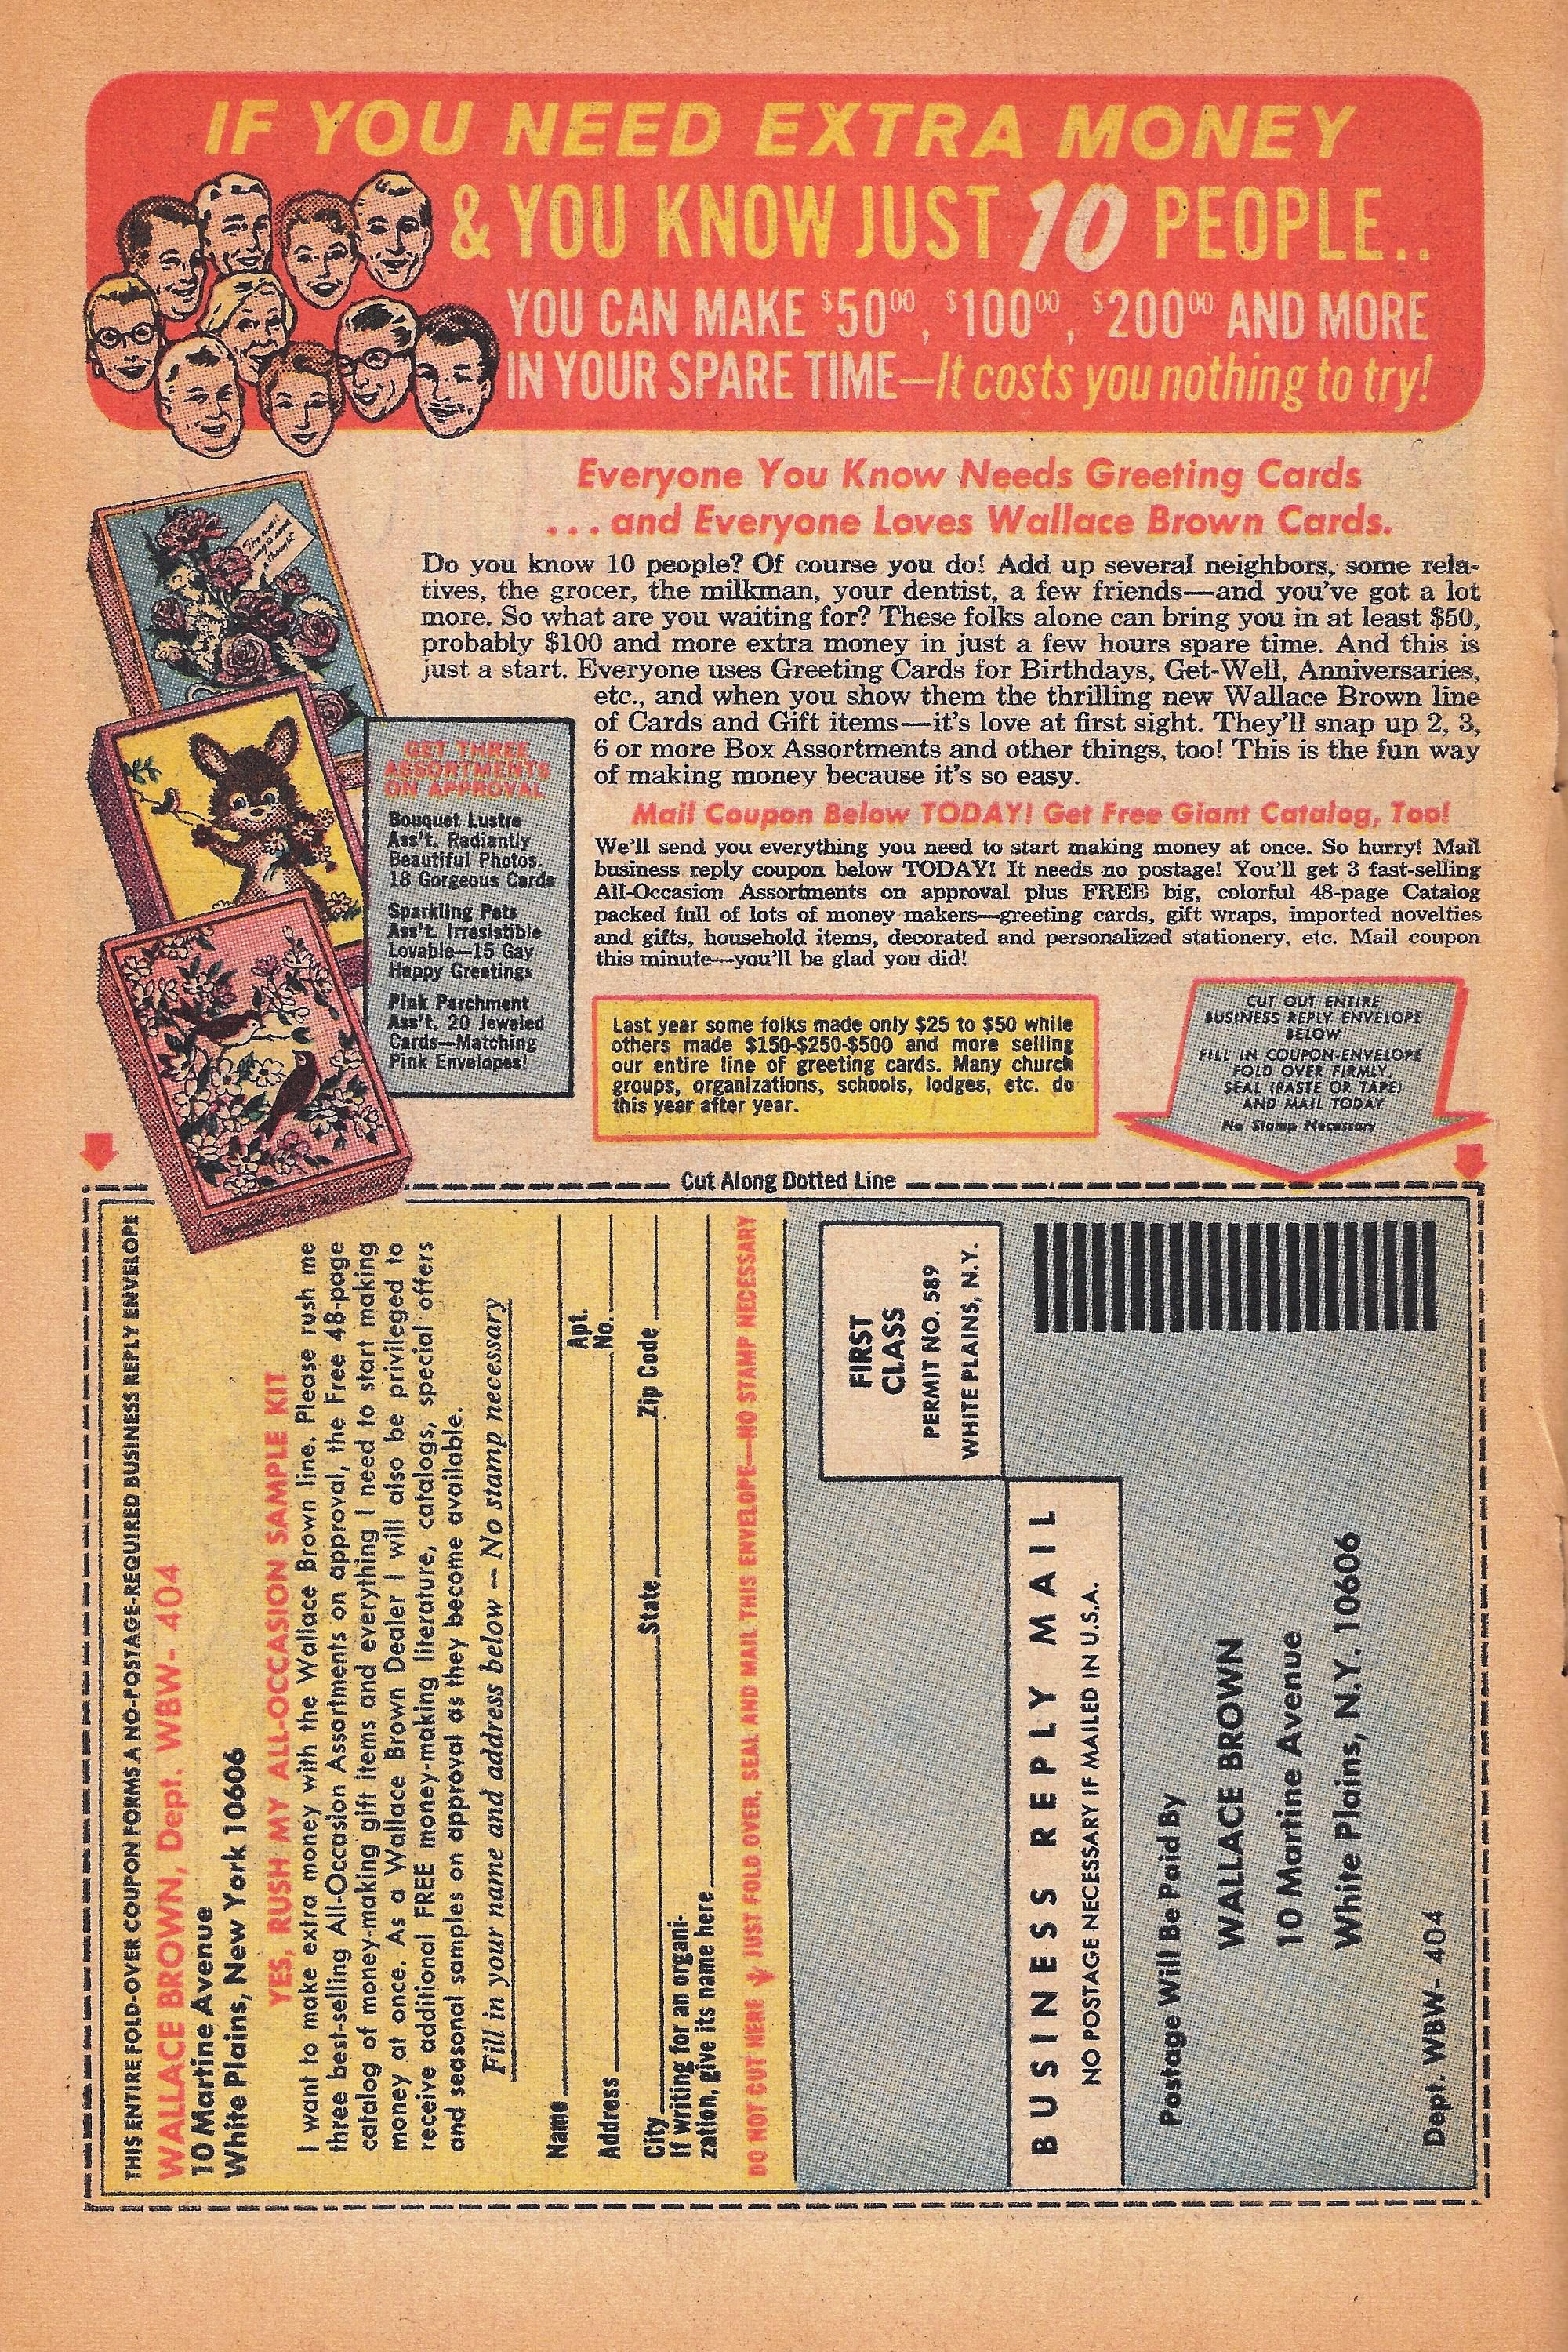 IF YOU NEED EXTRA MONEY
& YOU KNOW JUST 10 PEOPLE..
YOU CAN MAKE $50⁰⁰, $100⁰⁰, $200⁰⁰ AND MORE
IN YOUR SPARE TIME—It costs you nothing to try!
Everyone You Know Needs Greeting Cards
. . . and Everyone Loves Wallace Brown Cards.
Do you know 10 people? Of course you do! Add up several neighbors, some rela-
tives, the grocer, the milkman, your dentist, a few friends—and you've got a lot
more. So what are you waiting for? These folks alone can bring you in at least $50,
probably $100 and more extra money in just a few hours spare time. And this is
just a start. Everyone uses Greeting Cards for Birthdays, Get-Well, Anniversaries,
etc., and when you show them the thrilling new Wallace Brown line
of Cards and Gift items—it's love at first sight. They'll snap up 2, 3,
6 or more Box Assortments and other things, too! This is the fun way
of making money because it's so easy.
GET THREE
ASSORTMENTS
ON APPROVAL
Bouquet Lustre
Ass't. Radiantly
Beautiful Photos.
18 Gorgeous Cards
Sparkling Pets
Ass't. Irresistible
Lovable—15 Gay
Happy Greetings
Pink Parchment
Ass't. 20 Jeweled
Cards—Matching
Pink Envelopes!
Mail Coupon Below TODAY! Get Free Giant Catalog, Too!
We'll send you everything you need to start making money at once. So hurry! Mail
business reply coupon below TODAY! It needs no postage! You'll get 3 fast-selling
All-Occasion Assortments on approval plus FREE big, colorful 48-page Catalog
packed full of lots of money makers—greeting cards, gift wraps, imported novelties
and gifts, household items, decorated and personalized stationery, etc. Mail coupon
this minute—you'll be glad you did!
Last year some folks made only $25 to $50 while
others made $150-$250-$500 and more selling
our entire line of greeting cards. Many church
groups, organizations, schools, lodges, etc. do
this year after year.
CUT OUT ENTIRE
BUSINESS REPLY ENVELOPE
BELOW
FILL IN COUPON-ENVELOPE
FOLD OVER FIRMLY,
SEAL (PASTE OR TAPE)
AND MAIL TODAY
No Stamp Necessary
Cut Along Dotted Line
THIS ENTIRE FOLD-OVER COUPON FORMS A NO-POSTAGE-REQUIRED BUSINESS REPLY ENVELOPE
WALLACE BROWN, Dept. WBW- 404
10 Martine Avenue
White Plains, New York 10606
YES, RUSH MY ALL-OCCASION SAMPLE KIT
I want to make extra money with the Wallace Brown line. Please rush me
three best-selling All-Occasion Assortments on approval, the Free 48-page
catalog of money-making gift items and everything I need to start making
money at once. As a Wallace Brown Dealer I will also be privileged to
receive additional FREE money-making literature, catalogs, special offers
and seasonal samples on approval as they become available.
Fill in your name and address below — No stamp necessary
Name
Address Apt. No.
City State Zip Code
If writing for an organi-
zation, give its name here
DO NOT CUT HERE JUST FOLD OVER, SEAL AND MAIL THIS ENVELOPE—NO STAMP NECESSARY
FIRST
CLASS
PERMIT NO. 589
WHITE PLAINS, N.Y.
BUSINESS REPLY MAIL
NO POSTAGE NECESSARY IF MAILED IN U.S.A.
Postage Will Be Paid By
WALLACE BROWN
10 Martine Avenue
White Plains, N.Y. 10606
Dept. WBW- 404